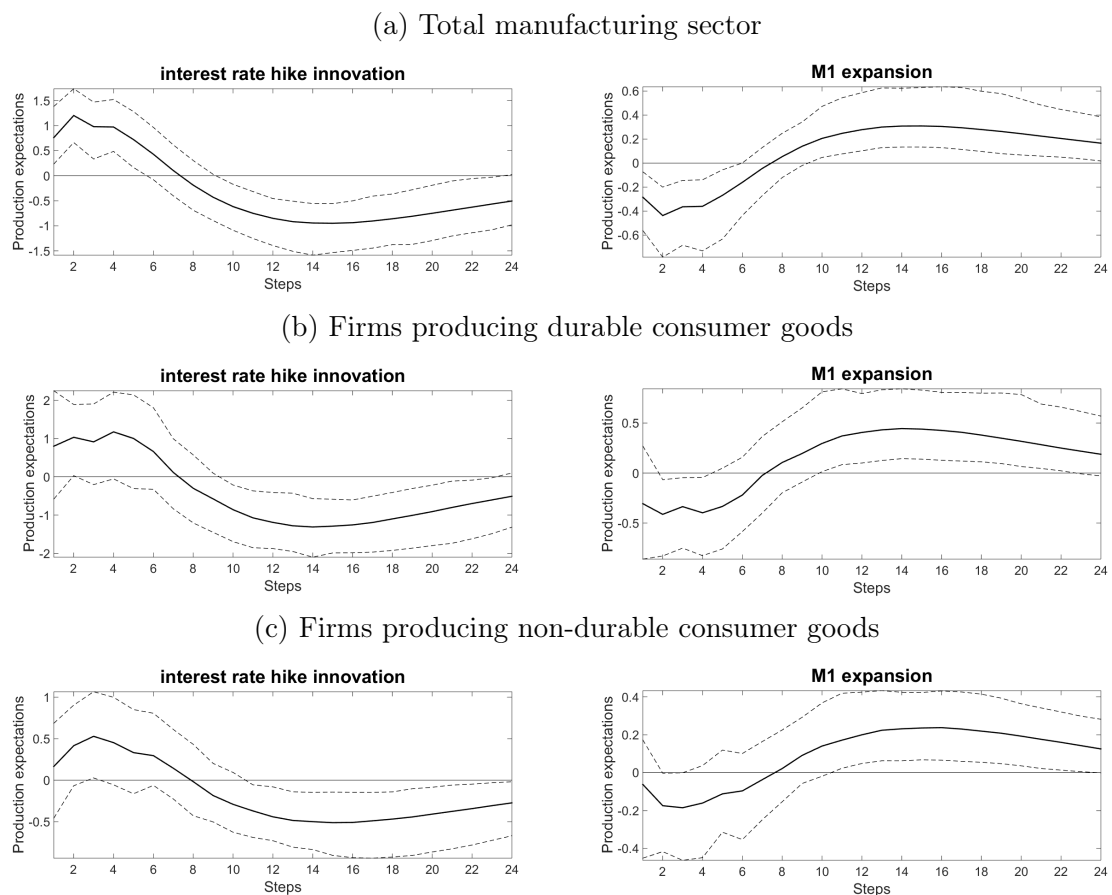 (a) Total manufacturing sector
interest rate hike innovation
Production expectations
1.5
1
0.5
0
-0.5
-1
-1.5
2 4 6 8 10 12 14 16 18 20 22 24
Steps
M1 expansion
Production expectations
0.6
0.4
0.2
0
-0.2
-0.4
-0.6
2 4 6 8 10 12 14 16 18 20 22 24
Steps
(b) Firms producing durable consumer goods
interest rate hike innovation
Production expectations
2
1
0
-1
-2
2 4 6 8 10 12 14 16 18 20 22 24
Steps
M1 expansion
Production expectations
0.5
0
-0.5
2 4 6 8 10 12 14 16 18 20 22 24
Steps
(c) Firms producing non-durable consumer goods
interest rate hike innovation
Production expectations
1
0.5
0
-0.5
2 4 6 8 10 12 14 16 18 20 22 24
Steps
M1 expansion
Production expectations
0.4
0.2
0
-0.2
-0.4
2 4 6 8 10 12 14 16 18 20 22 24
Steps